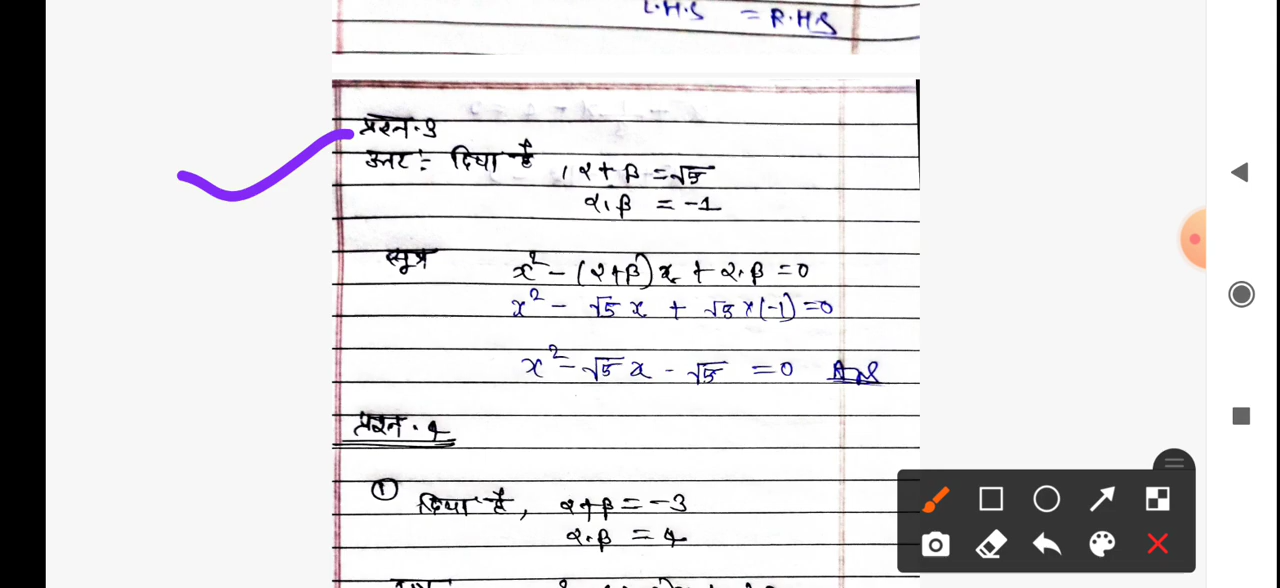 L.H.S = R.H.S
प्रश्न.3
उत्तर :- दिया है , α + β = √5
α.β = -1
सूत्र x² - (α+β)x + α.β = 0
x² - √5 x + √5 x (-1) = 0
x² - √5 x - √5 = 0 Ans
प्रश्न.4
① दिया है, α+β = -3
α.β = 4